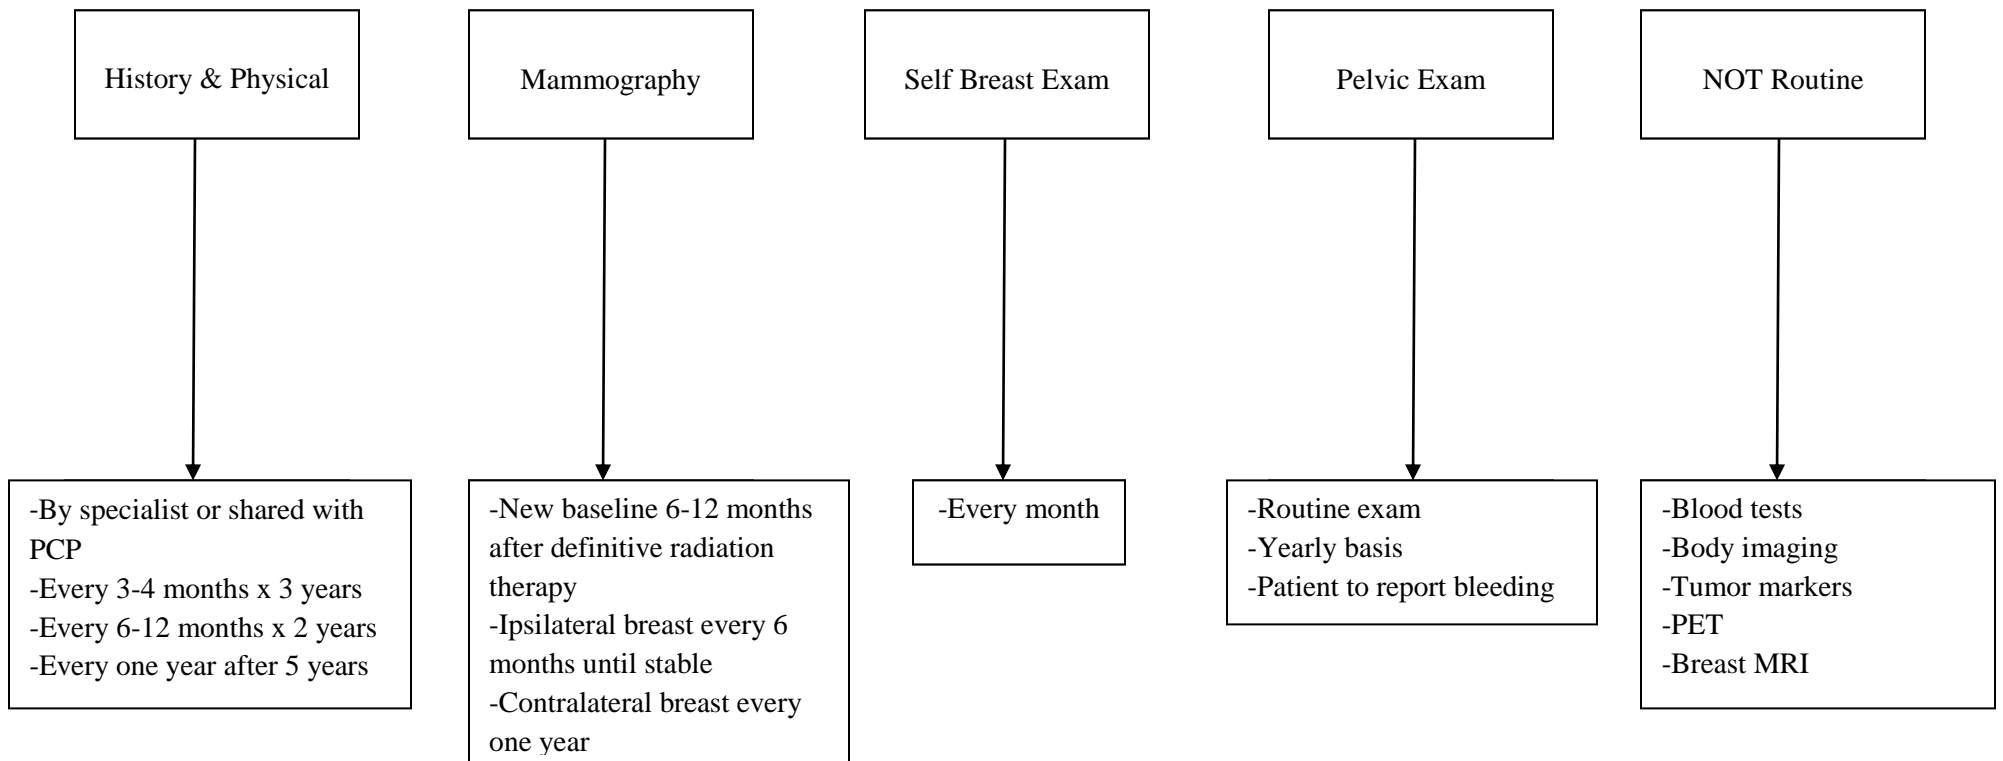 History & Physical
Mammography
Self Breast Exam
Pelvic Exam
NOT Routine
-By specialist or shared with
PCP
-Every 3-4 months x 3 years
-Every 6-12 months x 2 years
-Every one year after 5 years
-New baseline 6-12 months
after definitive radiation
therapy
-Ipsilateral breast every 6
months until stable
-Contralateral breast every
one year
-Every month
-Routine exam
-Yearly basis
-Patient to report bleeding
-Blood tests
-Body imaging
-Tumor markers
-PET
-Breast MRI